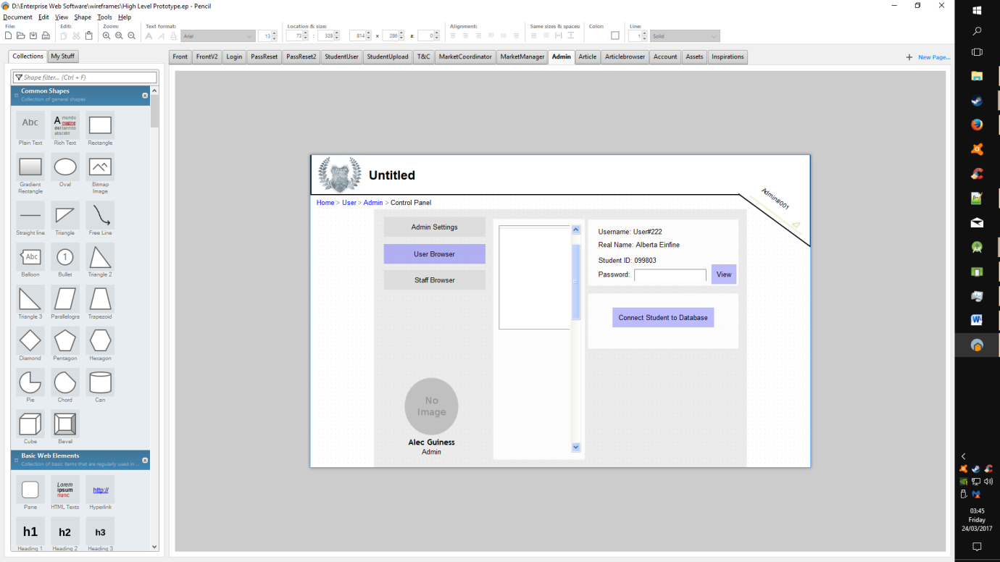 D:\Enterprise Web Software\wireframes\High Level Prototype.ep - Pencil
Document Edit View Shape Tools Help
File: Edit: Zoom: Text format: Location & size: Alignment: Same sizes & spaces: Color: Line:
Arial 13 73 : 328 814 x 286 a: 0 1 Solid
Collections My Stuff
Front FrontV2 Login PassReset PassReset2 StudentUser StudentUpload T&C MarketCoordinator MarketManager Admin Article Articlebrowser Account Assets Inspirations
New Page...
Shape filter... (Ctrl + F)
Common Shapes
Collection of general shapes
Abc
Plain Text Rich Text Rectangle
Gradient Rectangle Oval Bitmap Image
Straight line Triangle Free Line
Abc 1
Balloon Bullet Triangle 2
Triangle 3 Parallelogra Trapezoid
Diamond Pentagon Hexagon
Pie Chord Can
Cube Bevel
Basic Web Elements
Collection of basic items that are regularly used in ...
Lorem ipsum nunc http://
Pane HTML Texts Hyperlink
h1 h2 h3
Heading 1 Heading 2 Heading 3
Untitled
Admin#001
Home > User > Admin > Control Panel
Admin Settings
User Browser
Staff Browser
No Image
Alec Guiness
Admin
Username: User#222
Real Name: Alberta Einfine
Student ID: 099803
Password: View
Connect Student to Database
03:45
Friday
24/03/2017